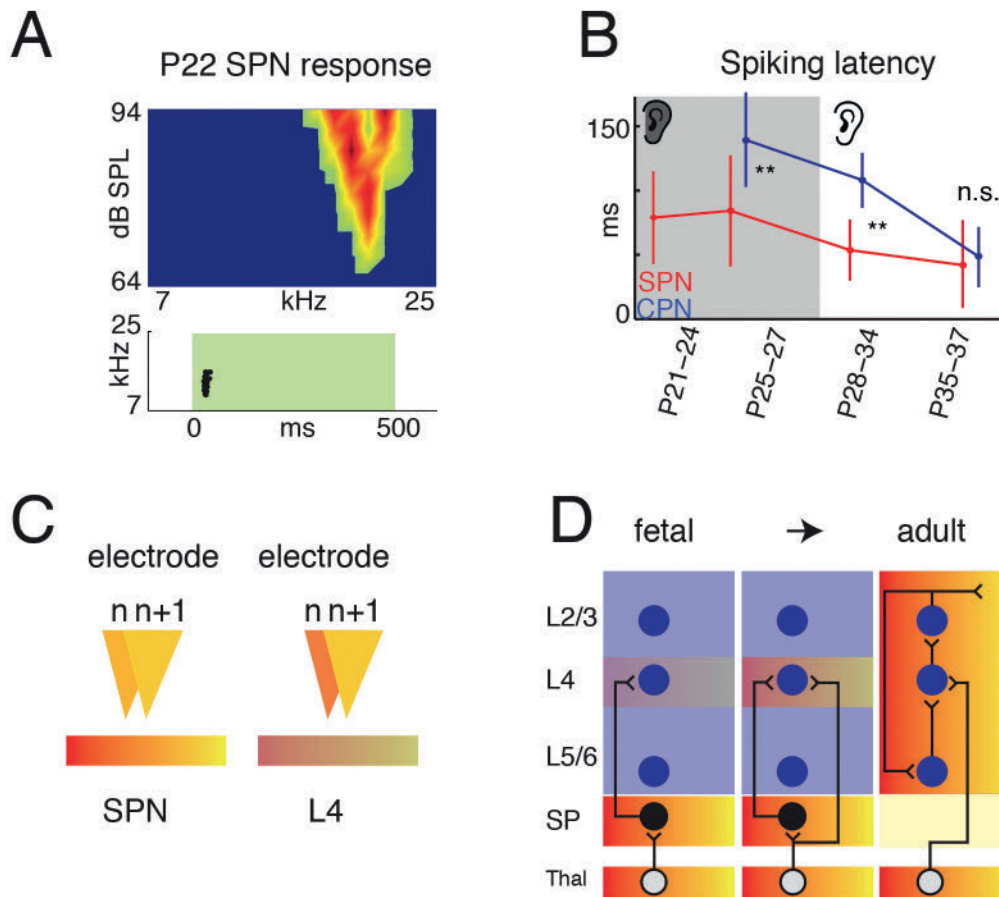 A
P22 SPN response
94
dB SPL
64
7 kHz 25
25
kHz
7
0 ms 500
B
Spiking latency
150
ms
0
**
**
n.s.
SPN
CPN
P21–24
P25–27
P28–34
P35–37
C
electrode electrode
n n+1 n n+1
SPN L4
D
fetal → adult
L2/3
L4
L5/6
SP
Thal